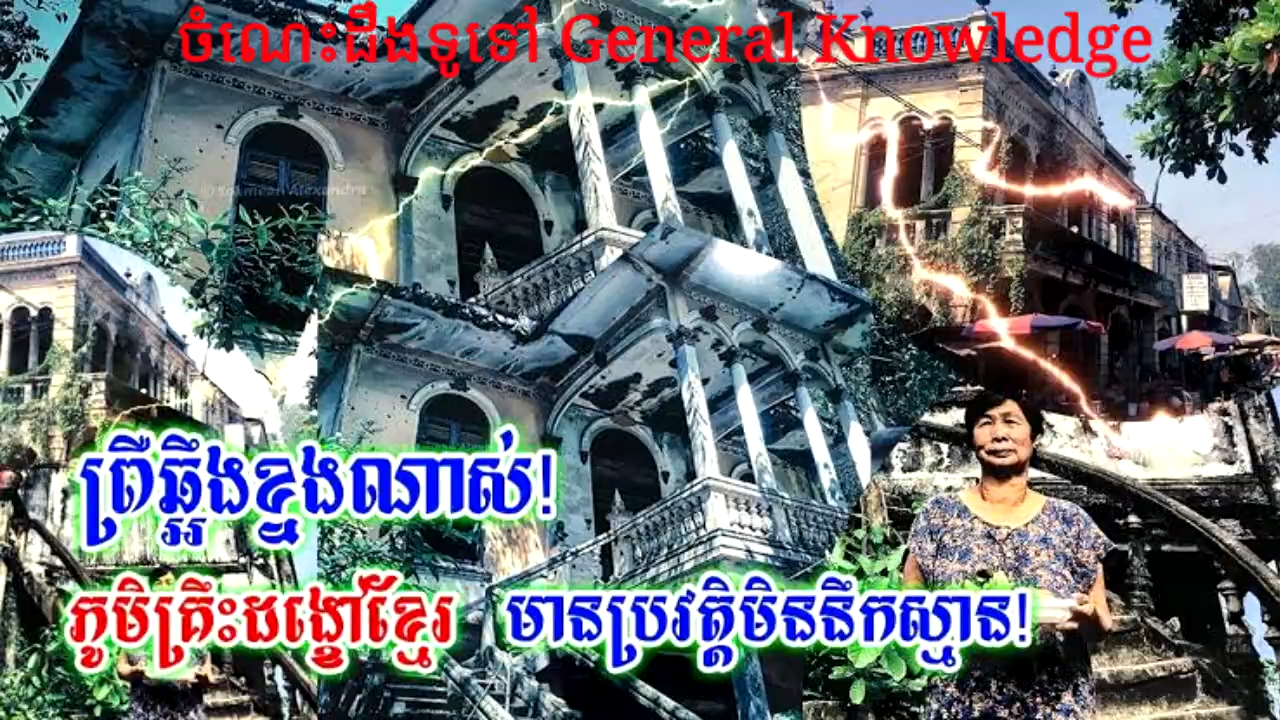 ចំណេះដឹងទូទៅ General Knowledge
ព្រឺឆ្អឹងខ្នងណាស់!
ភូមិគ្រឹះដង្ខៅខ្មែរ មានប្រវត្តិមិននឹកស្មាន!